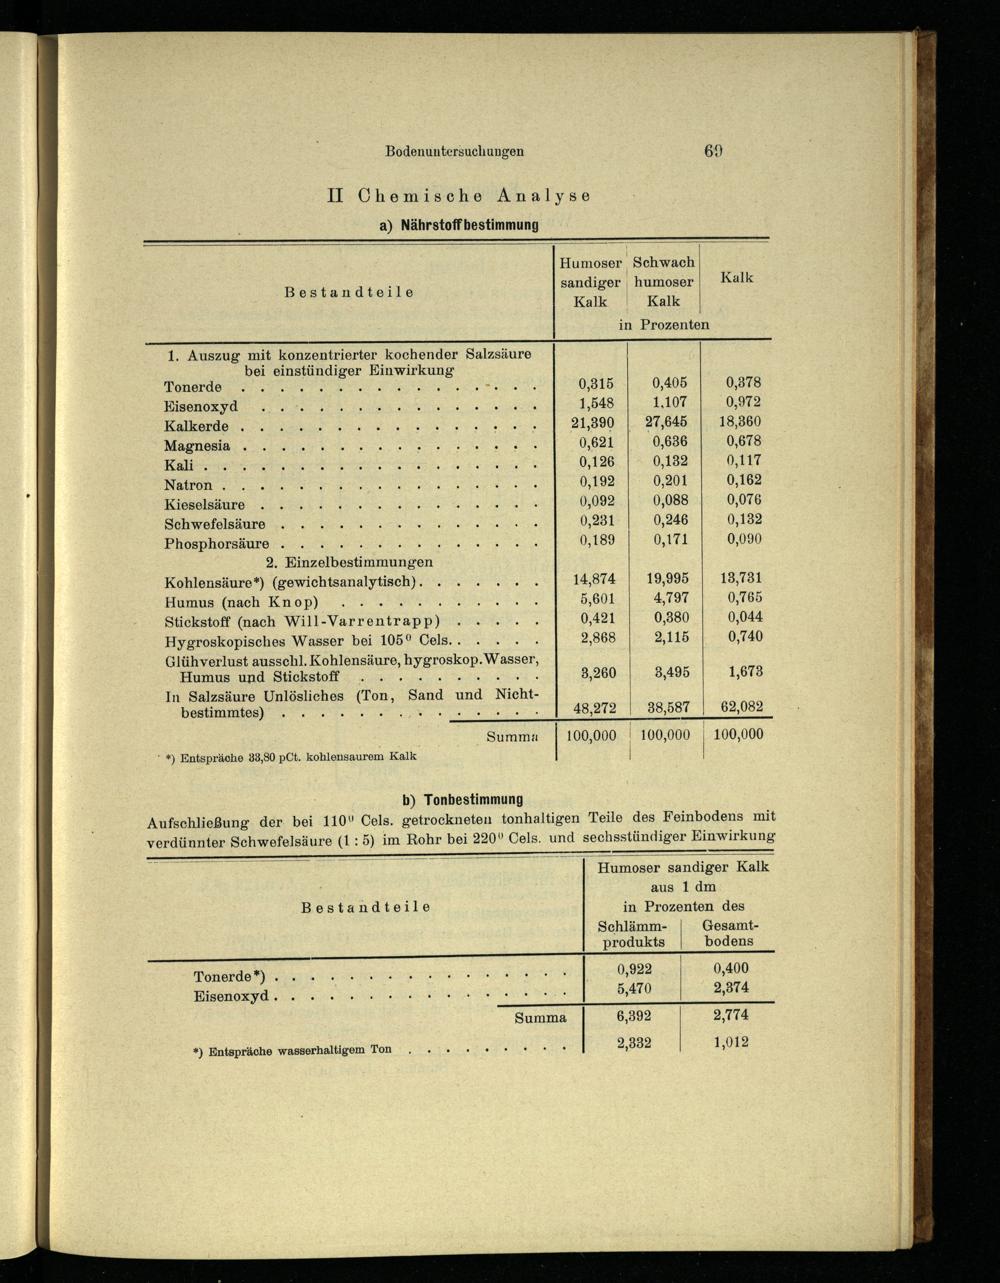 Bodenuntersuchungen 69
II Chemische Analyse
a) Nährstoffbestimmung
Bestandteile
Humoser sandiger Kalk
Schwach humoser Kalk
Kalk
in Prozenten
1. Auszug mit konzentrierter kochender Salzsäure
bei einstündiger Einwirkung
Tonerde . . . . . . . . . . . . . . . . 0,315 0,405 0,378
Eisenoxyd . . . . . . . . . . . . . . . 1,548 1.107 0,972
Kalkerde . . . . . . . . . . . . . . . . 21,390 27,645 18,360
Magnesia . . . . . . . . . . . . . . . . 0,621 0,636 0,678
Kali . . . . . . . . . . . . . . . . . . 0,126 0,132 0,117
Natron . . . . . . . . . . . . . . . . . 0,192 0,201 0,162
Kieselsäure . . . . . . . . . . . . . . . 0,092 0,088 0,076
Schwefelsäure . . . . . . . . . . . . . . 0,231 0,246 0,132
Phosphorsäure . . . . . . . . . . . . . . 0,189 0,171 0,090
2. Einzelbestimmungen
Kohlensäure*) (gewichtsanalytisch) . . . . . . . 14,874 19,995 13,731
Humus (nach Knop) . . . . . . . . . . . 5,601 4,797 0,765
Stickstoff (nach Will-Varrentrapp) . . . . . 0,421 0,380 0,044
Hygroskopisches Wasser bei 105° Cels. . . . . . 2,868 2,115 0,740
Glühverlust ausschl. Kohlensäure, hygroskop. Wasser,
Humus und Stickstoff . . . . . . . . . . 3,260 3,495 1,673
In Salzsäure Unlösliches (Ton, Sand und Nicht-
bestimmtes) . . . . . . . . . . . . . . 48,272 38,587 62,082
Summa 100,000 100,000 100,000
*) Entspräche 33,80 pCt. kohlensaurem Kalk
b) Tonbestimmung
Aufschließung der bei 110° Cels. getrockneten tonhaltigen Teile des Feinbodens mit
verdünnter Schwefelsäure (1 : 5) im Rohr bei 220° Cels. und sechsstündiger Einwirkung
Bestandteile
Humoser sandiger Kalk
aus 1 dm
in Prozenten des
Schlämm- Gesamt-
produkts bodens
Tonerde*) . . . . . . . . . . . . . . . . 0,922 0,400
Eisenoxyd . . . . . . . . . . . . . . . . 5,470 2,374
Summa 6,392 2,774
*) Entspräche wasserhaltigem Ton . . . . . . . . . 2,332 1,012